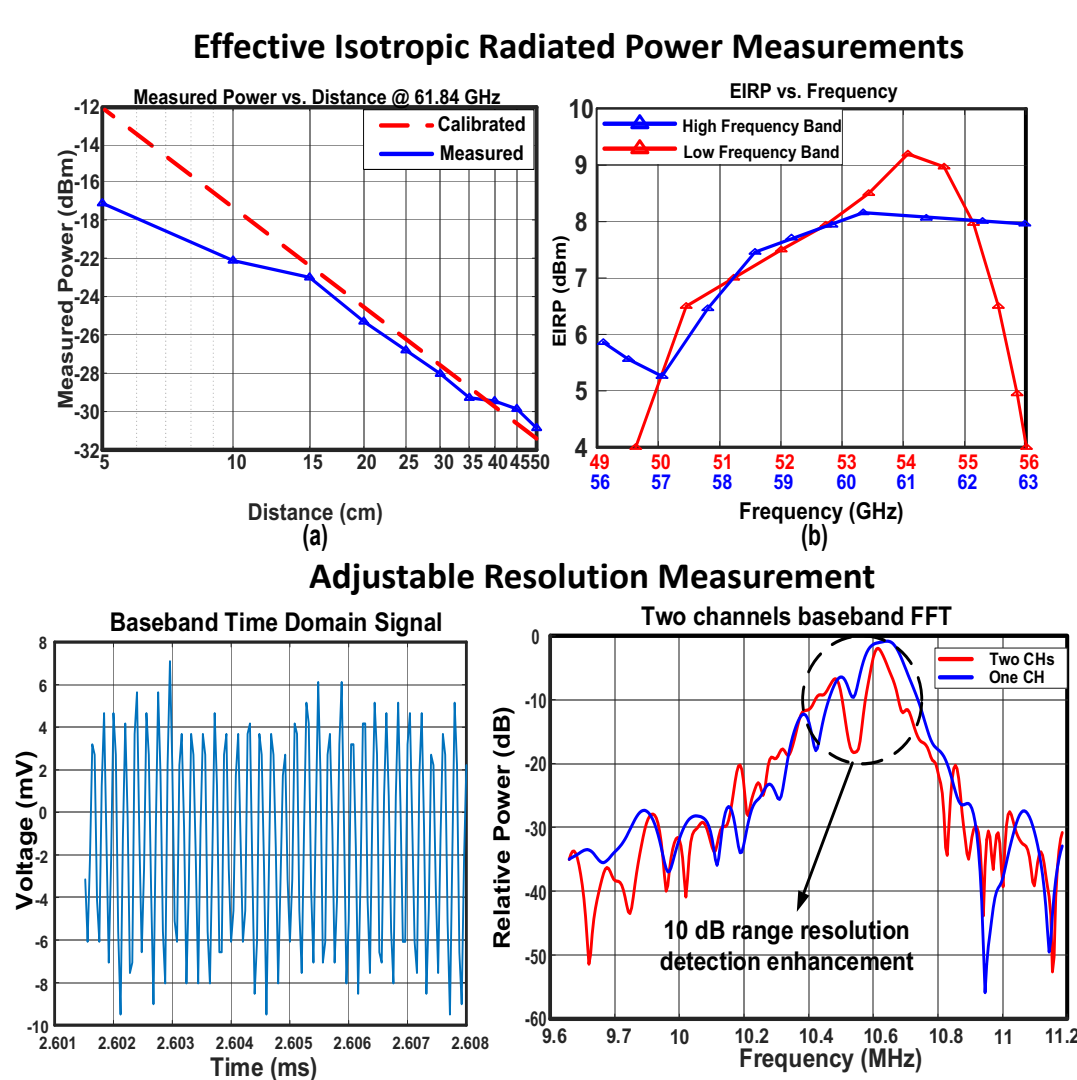 Effective Isotropic Radiated Power Measurements
Measured Power vs. Distance @ 61.84 GHz
Calibrated
Measured
Measured Power (dBm)
-12
-14
-16
-18
-22
-24
-26
-28
-30
-32
5 10 15 20 25 30 35 40 45 50
Distance (cm)
(a)
EIRP vs. Frequency
High Frequency Band
Low Frequency Band
EIRP (dBm)
10
9
8
7
6
5
4
49 50 51 52 53 54 55 56
56 57 58 59 60 61 62 63
Frequency (GHz)
(b)
Adjustable Resolution Measurement
Baseband Time Domain Signal
Voltage (mV)
8
6
4
2
0
-2
-4
-6
-8
-10
2.601 2.602 2.603 2.604 2.605 2.606 2.607 2.608
Time (ms)
Two channels baseband FFT
Two CHs
One CH
Relative Power (dB)
0
-10
-20
-30
-40
-50
-60
10 dB range resolution
detection enhancement
9.6 9.7 10 10.2 10.4 10.6 10.8 11 11.2
Frequency (MHz)